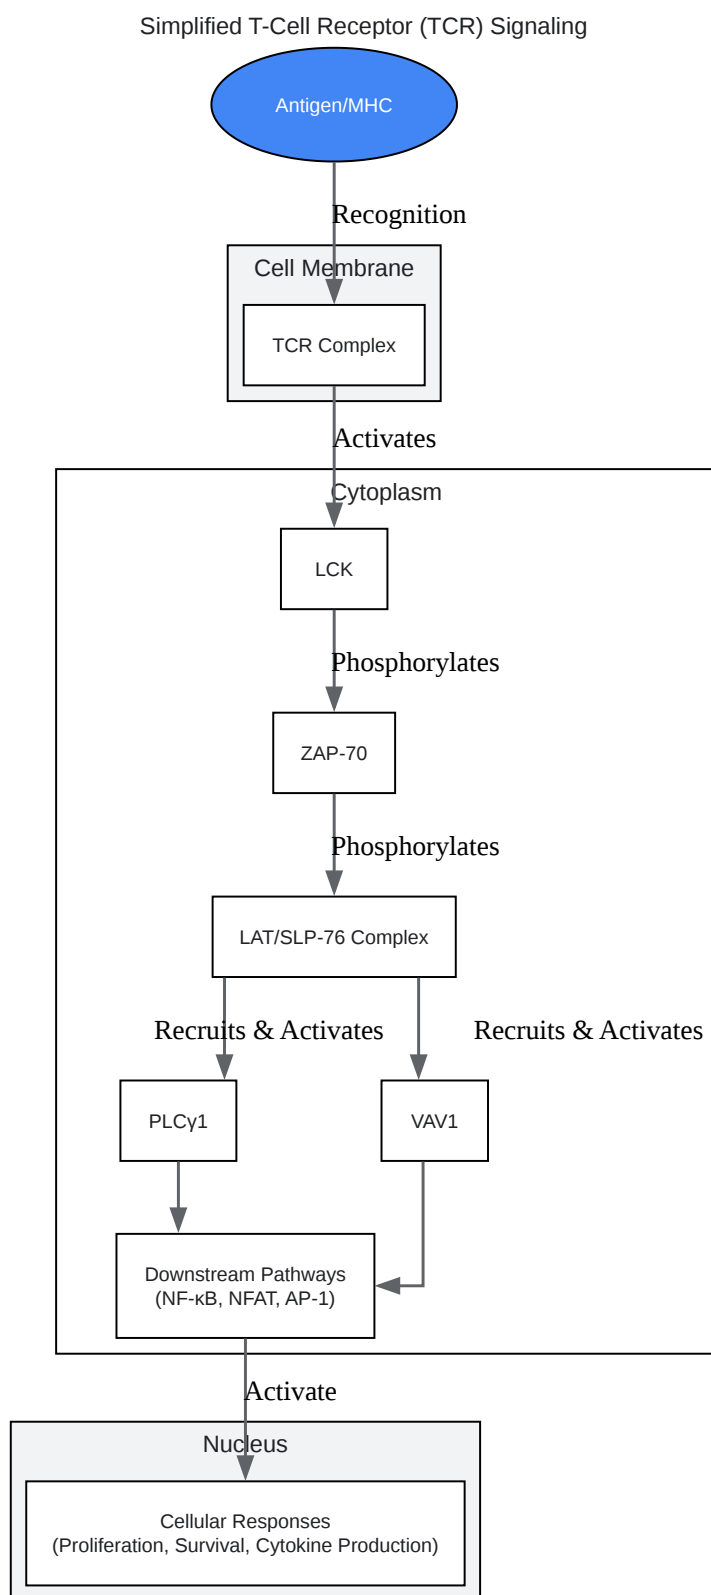 Simplified T-Cell Receptor (TCR) Signaling
Antigen/MHC
Recognition
Cell Membrane
TCR Complex
Activates
Cytoplasm
LCK
Phosphorylates
ZAP-70
Phosphorylates
LAT/SLP-76 Complex
Recruits & Activates
Recruits & Activates
PLCγ1
VAV1
Downstream Pathways
(NF-κB, NFAT, AP-1)
Activate
Nucleus
Cellular Responses
(Proliferation, Survival, Cytokine Production)